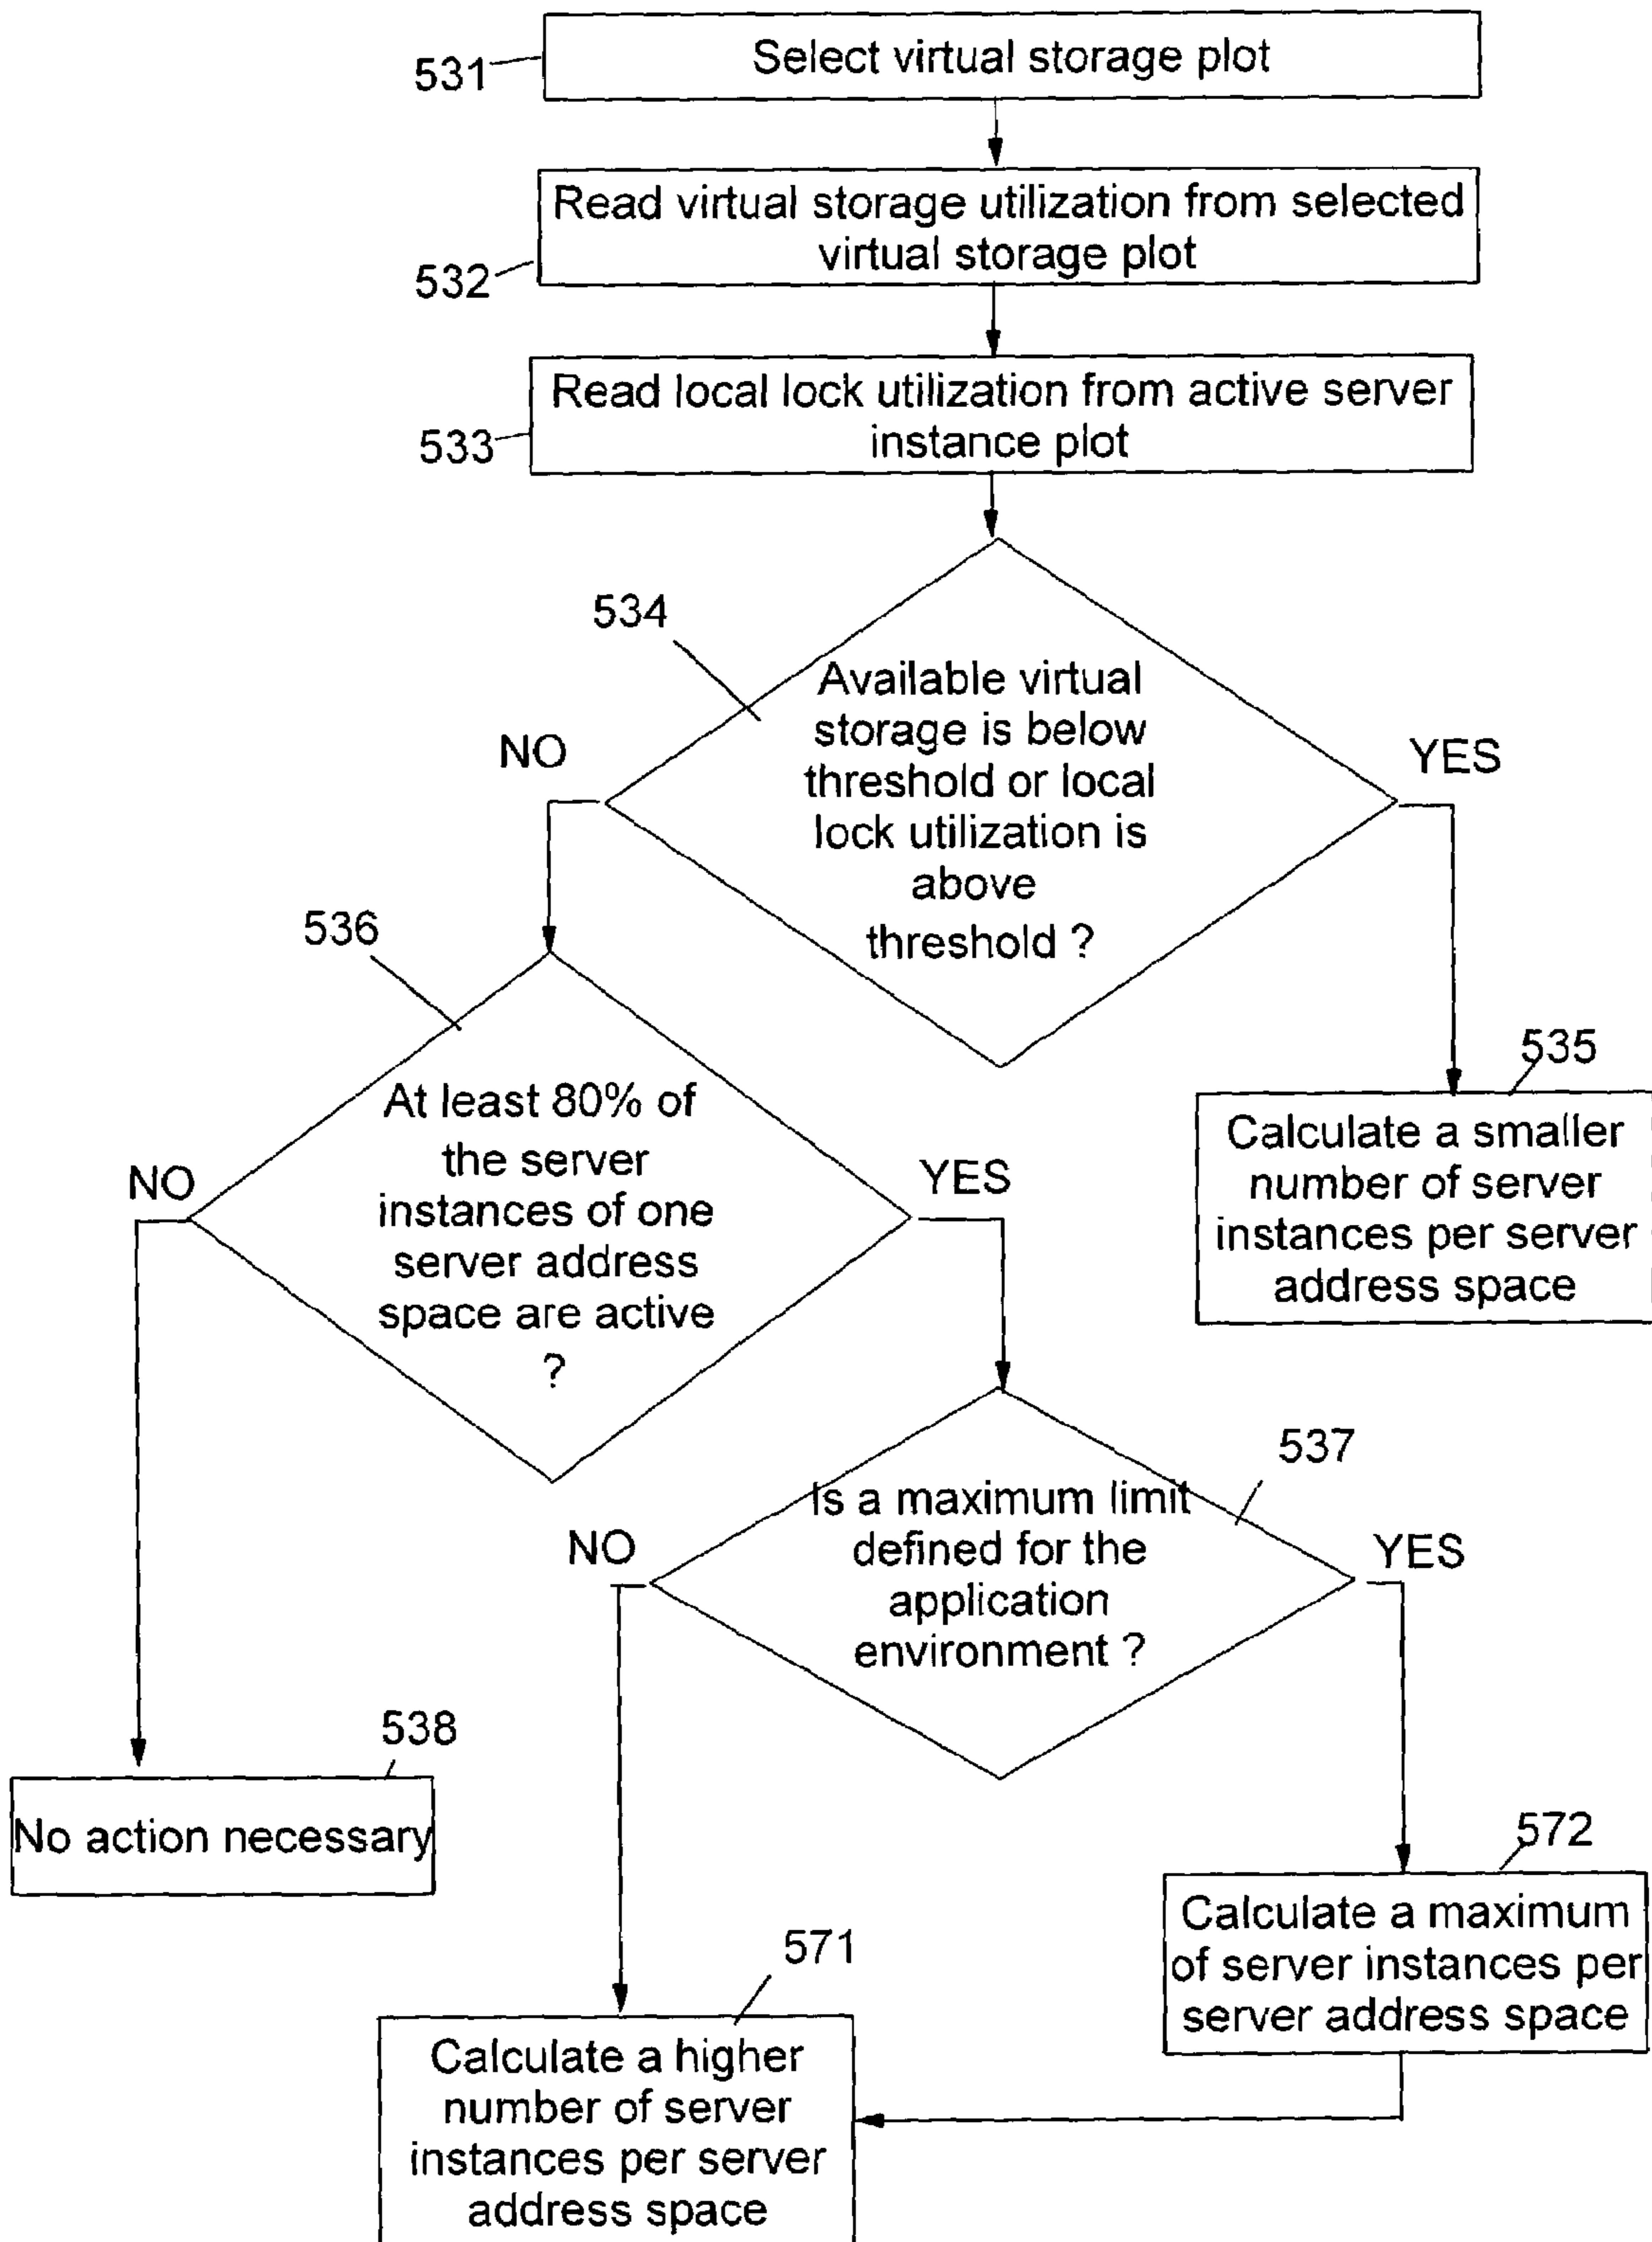 531
Select virtual storage plot
Read virtual storage utilization from selected
virtual storage plot
532
Read local lock utilization from active server
instance plot
533
534
Available virtual
storage is below
threshold or local
lock utilization is
above
threshold ?
NO
YES
535
Calculate a smaller
number of server
instances per server
address space
536
At least 80% of
the server
instances of one
server address
space are active
?
NO
YES
537
Is a maximum limit
defined for the
application
environment ?
NO
YES
538
No action necessary
572
Calculate a maximum
of server instances per
server address space
571
Calculate a higher
number of server
instances per server
address space